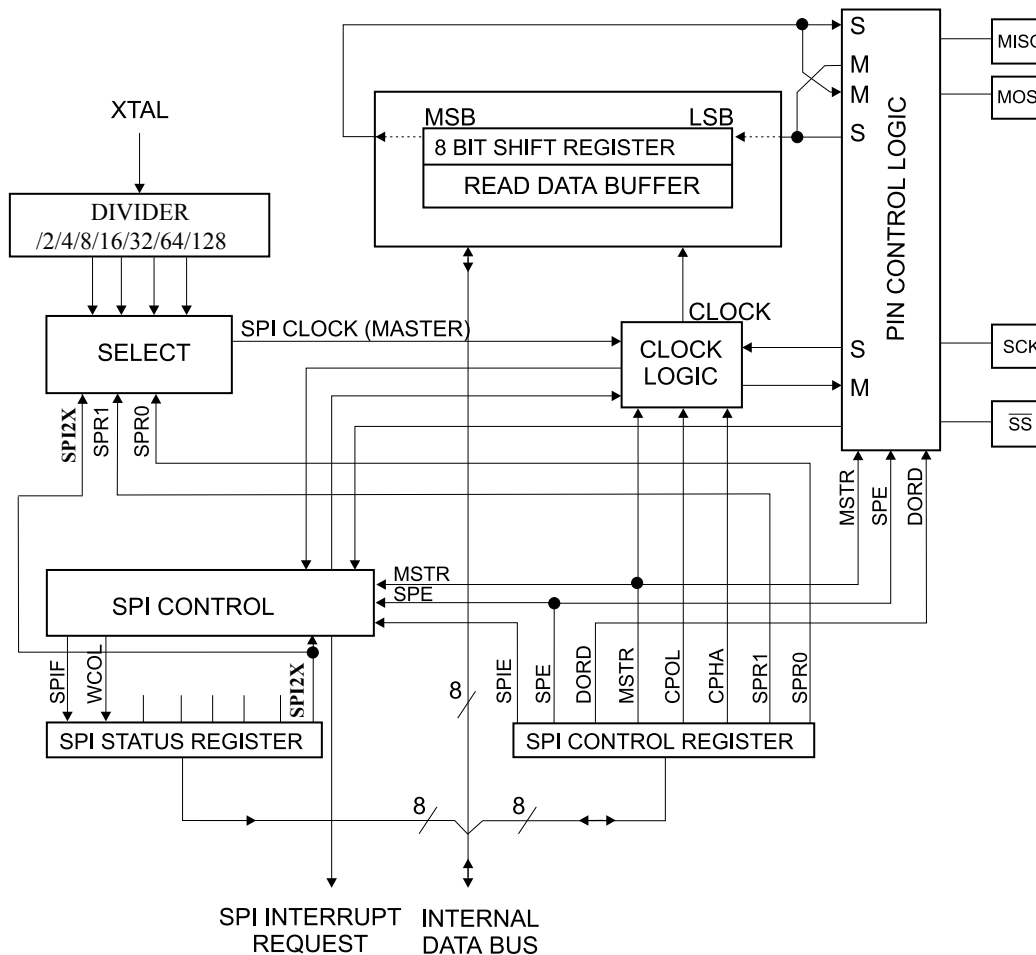 S
MISO
M
XTAL
MOSI
M
MSB
LSB
S
8 BIT SHIFT REGISTER
READ DATA BUFFER
DIVIDER
/2/4/8/16/32/64/128
PIN CONTROL LOGIC
SPI CLOCK (MASTER)
CLOCK
SELECT
CLOCK
LOGIC
S
M
SCK
SS
SPI2X
SPR1
SPR0
MSTR
SPE
DORD
MSTR
SPE
SPI CONTROL
SPIF
WCOL
SPI2X
8
SPIE
SPE
DORD
MSTR
CPOL
CPHA
SPR1
SPR0
SPI STATUS REGISTER
SPI CONTROL REGISTER
8
8
SPI INTERRUPT
REQUEST
INTERNAL
DATA BUS